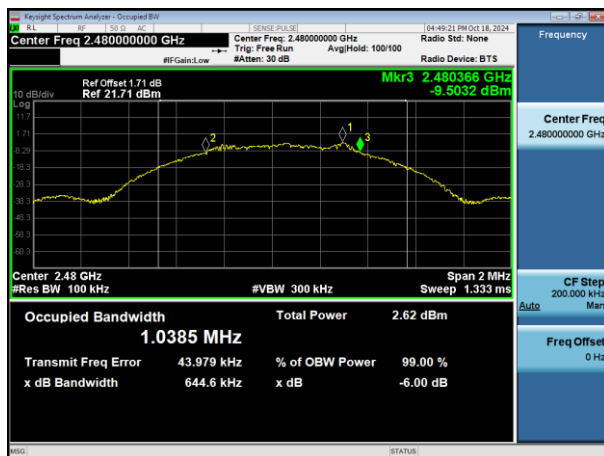 Keysight Spectrum Analyzer - Occupied BW
RL RF 50 Ω AC SENSE:PULSE 04:49:21 PM Oct 18, 2024
Center Freq 2.480000000 GHz
Center Freq: 2.480000000 GHz
Radio Std: None
Trig: Free Run Avg|Hold: 100/100
#IFGain:Low #Atten: 30 dB Radio Device: BTS
Frequency
Mkr3 2.480366 GHz
-9.5032 dBm
Ref Offset 1.71 dB
10 dB/div Ref 21.71 dBm
Log
11.7
1.71
-8.29
-18.3
-28.3
-38.3
-48.3
-58.3
-68.3
1
2
3
Center 2.48 GHz Span 2 MHz
#Res BW 100 kHz #VBW 300 kHz Sweep 1.333 ms
Occupied Bandwidth Total Power 2.62 dBm
1.0385 MHz
Transmit Freq Error 43.979 kHz % of OBW Power 99.00 %
x dB Bandwidth 644.6 kHz x dB -6.00 dB
Center Freq
2.480000000 GHz
CF Step
200.000 kHz
Auto Man
Freq Offset
0 Hz
MSG STATUS